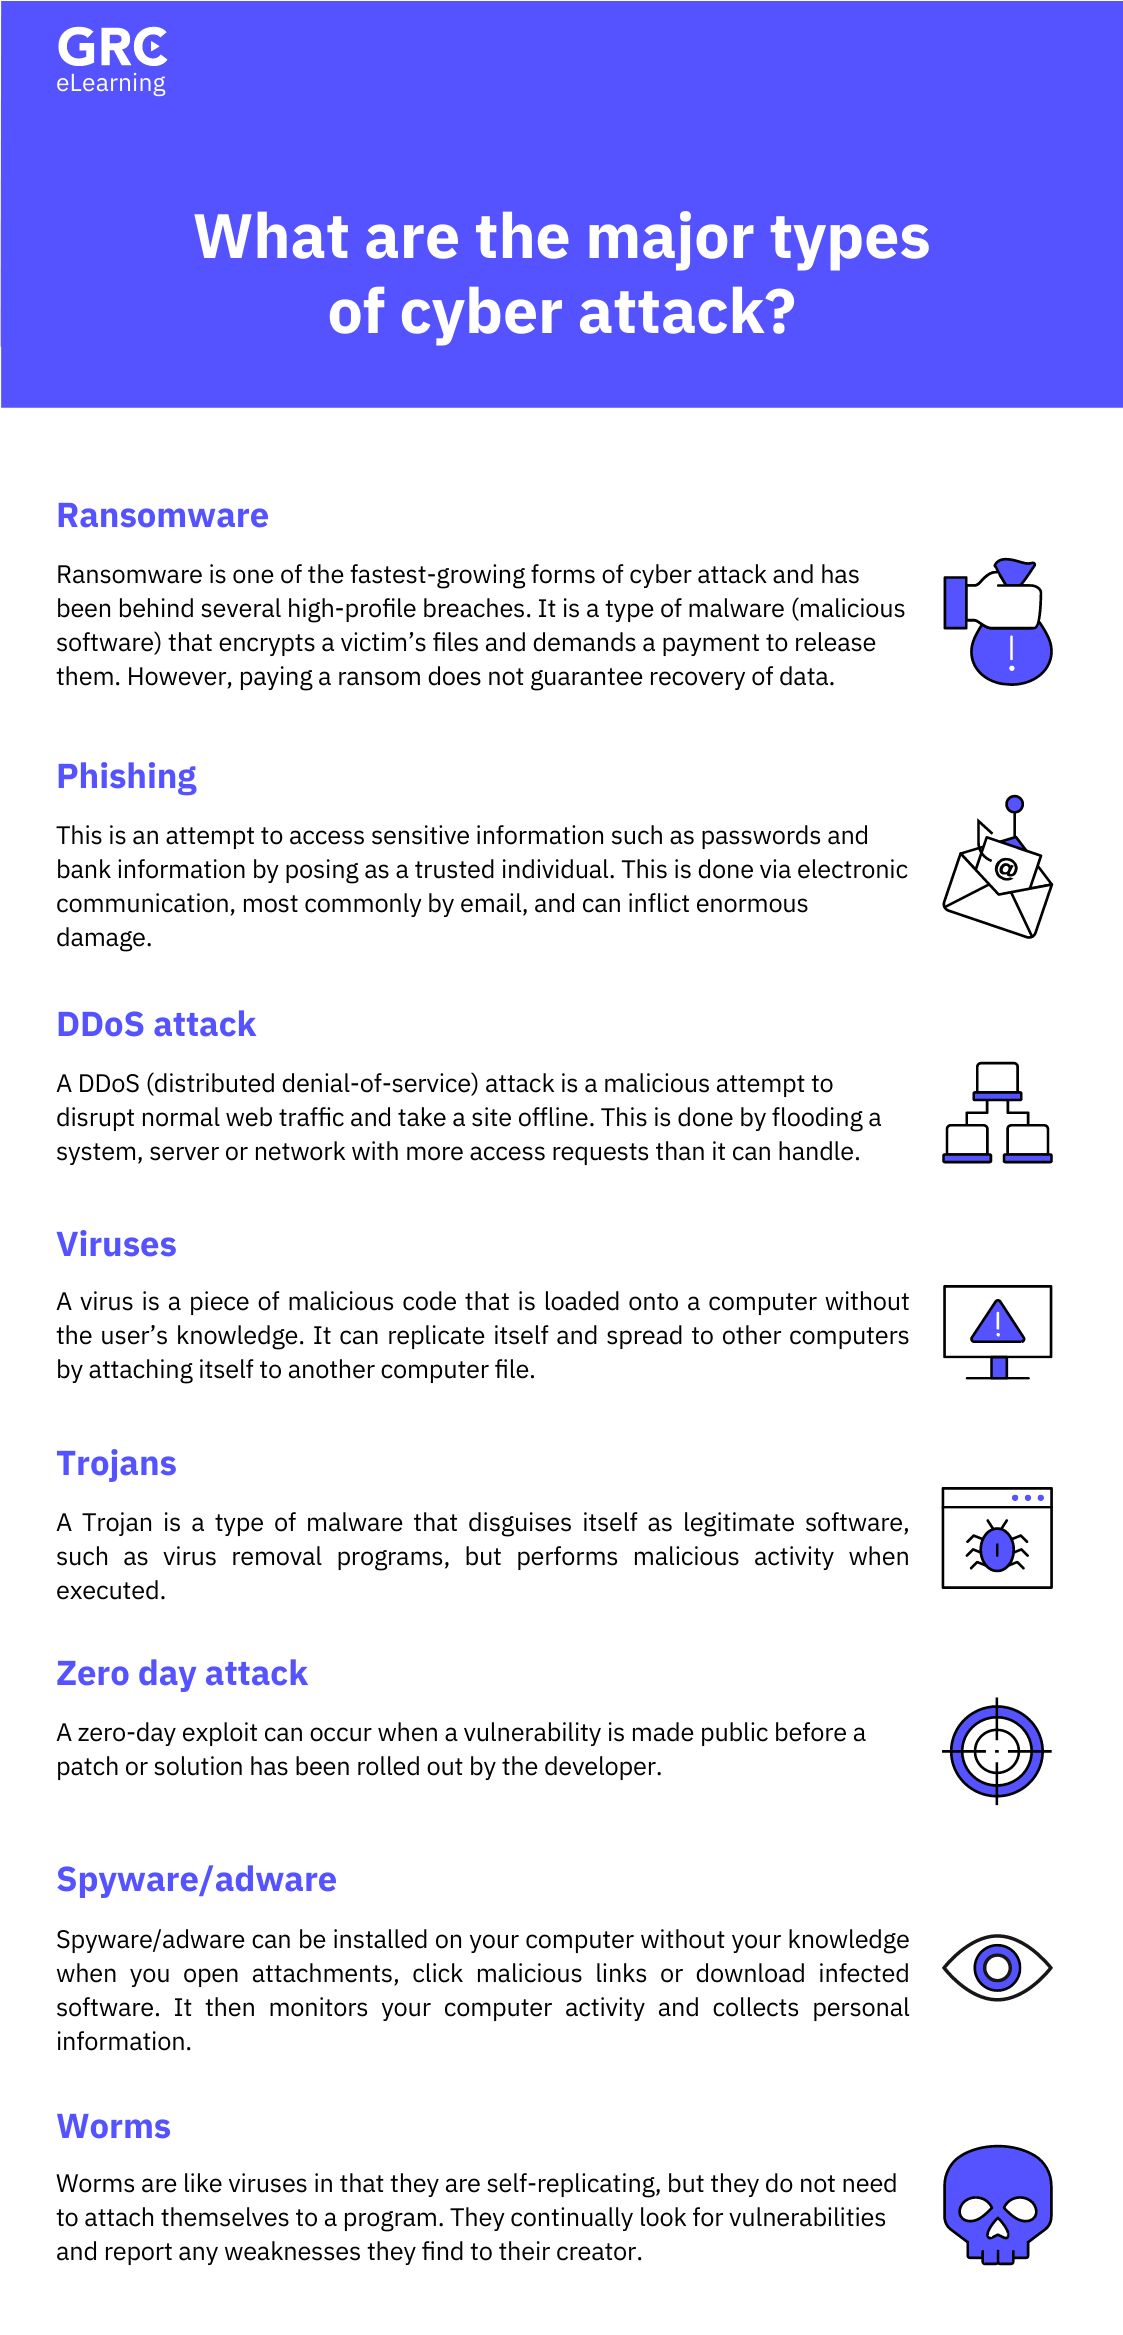 GRC
eLearning
What are the major types
of cyber attack?
Ransomware
Ransomware is one of the fastest-growing forms of cyber attack and has
been behind several high-profile breaches. It is a type of malware (malicious
software) that encrypts a victim’s files and demands a payment to release
them. However, paying a ransom does not guarantee recovery of data.
!
Phishing
This is an attempt to access sensitive information such as passwords and
bank information by posing as a trusted individual. This is done via electronic
communication, most commonly by email, and can inflict enormous
damage.
@
DDoS attack
A DDoS (distributed denial-of-service) attack is a malicious attempt to
disrupt normal web traffic and take a site offline. This is done by flooding a
system, server or network with more access requests than it can handle.
Viruses
A virus is a piece of malicious code that is loaded onto a computer without
the user’s knowledge. It can replicate itself and spread to other computers
by attaching itself to another computer file.
!
Trojans
A Trojan is a type of malware that disguises itself as legitimate software,
such as virus removal programs, but performs malicious activity when
executed.
Zero day attack
A zero-day exploit can occur when a vulnerability is made public before a
patch or solution has been rolled out by the developer.
Spyware/adware
Spyware/adware can be installed on your computer without your knowledge
when you open attachments, click malicious links or download infected
software. It then monitors your computer activity and collects personal
information.
Worms
Worms are like viruses in that they are self-replicating, but they do not need
to attach themselves to a program. They continually look for vulnerabilities
and report any weaknesses they find to their creator.